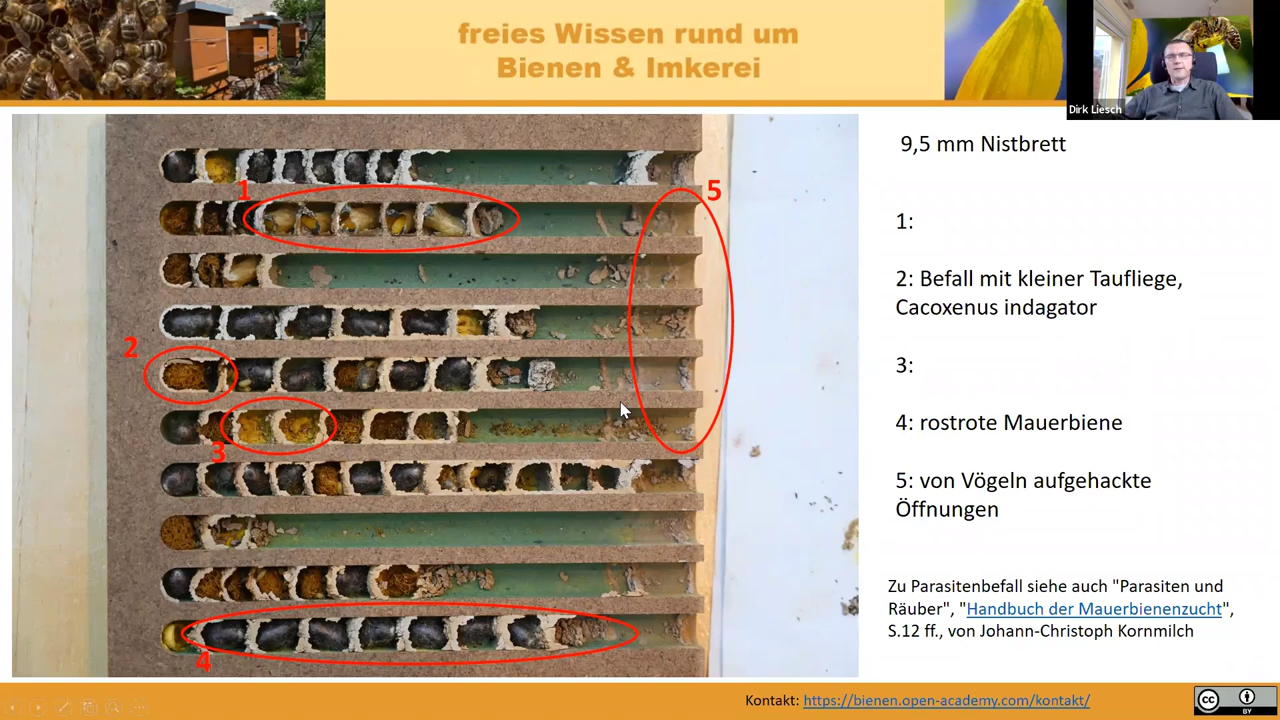 freies Wissen rund um
Bienen & Imkerei
Dirk Liesch
9,5 mm Nistbrett
1:
2: Befall mit kleiner Taufliege,
Cacoxenus indagator
3:
4: rostrote Mauerbiene
5: von Vögeln aufgehackte
Öffnungen
Zu Parasitenbefall siehe auch "Parasiten und
Räuber", "Handbuch der Mauerbienenzucht",
S.12 ff., von Johann-Christoph Kornmilch
1
5
2
3
4
Kontakt: https://bienen.open-academy.com/kontakt/
CC
BY